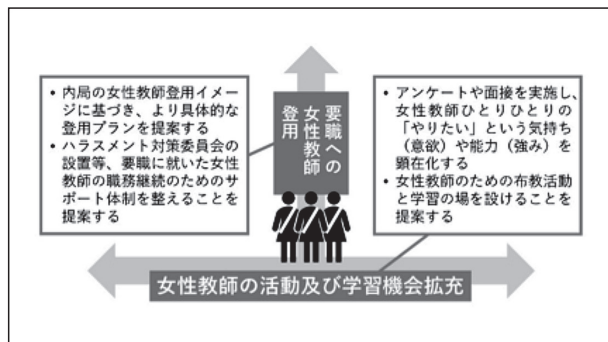 • 内局の女性教師登用イメ
ージに基づき、より具体的な
登用プランを提案する
• ハラスメント対策委員会の
設置等、要職に就いた女性
教師の職務継続のためのサ
ポート体制を整えることを
提案する
要職への
女性教師
登用
• アンケートや面接を実施し、
女性教師ひとりひとりの
「やりたい」という気持ち
(意欲) や能力 (強み) を
顕在化する
• 女性教師のための布教活動
と学習の場を設けることを
提案する
女性教師の活動及び学習機会拡充